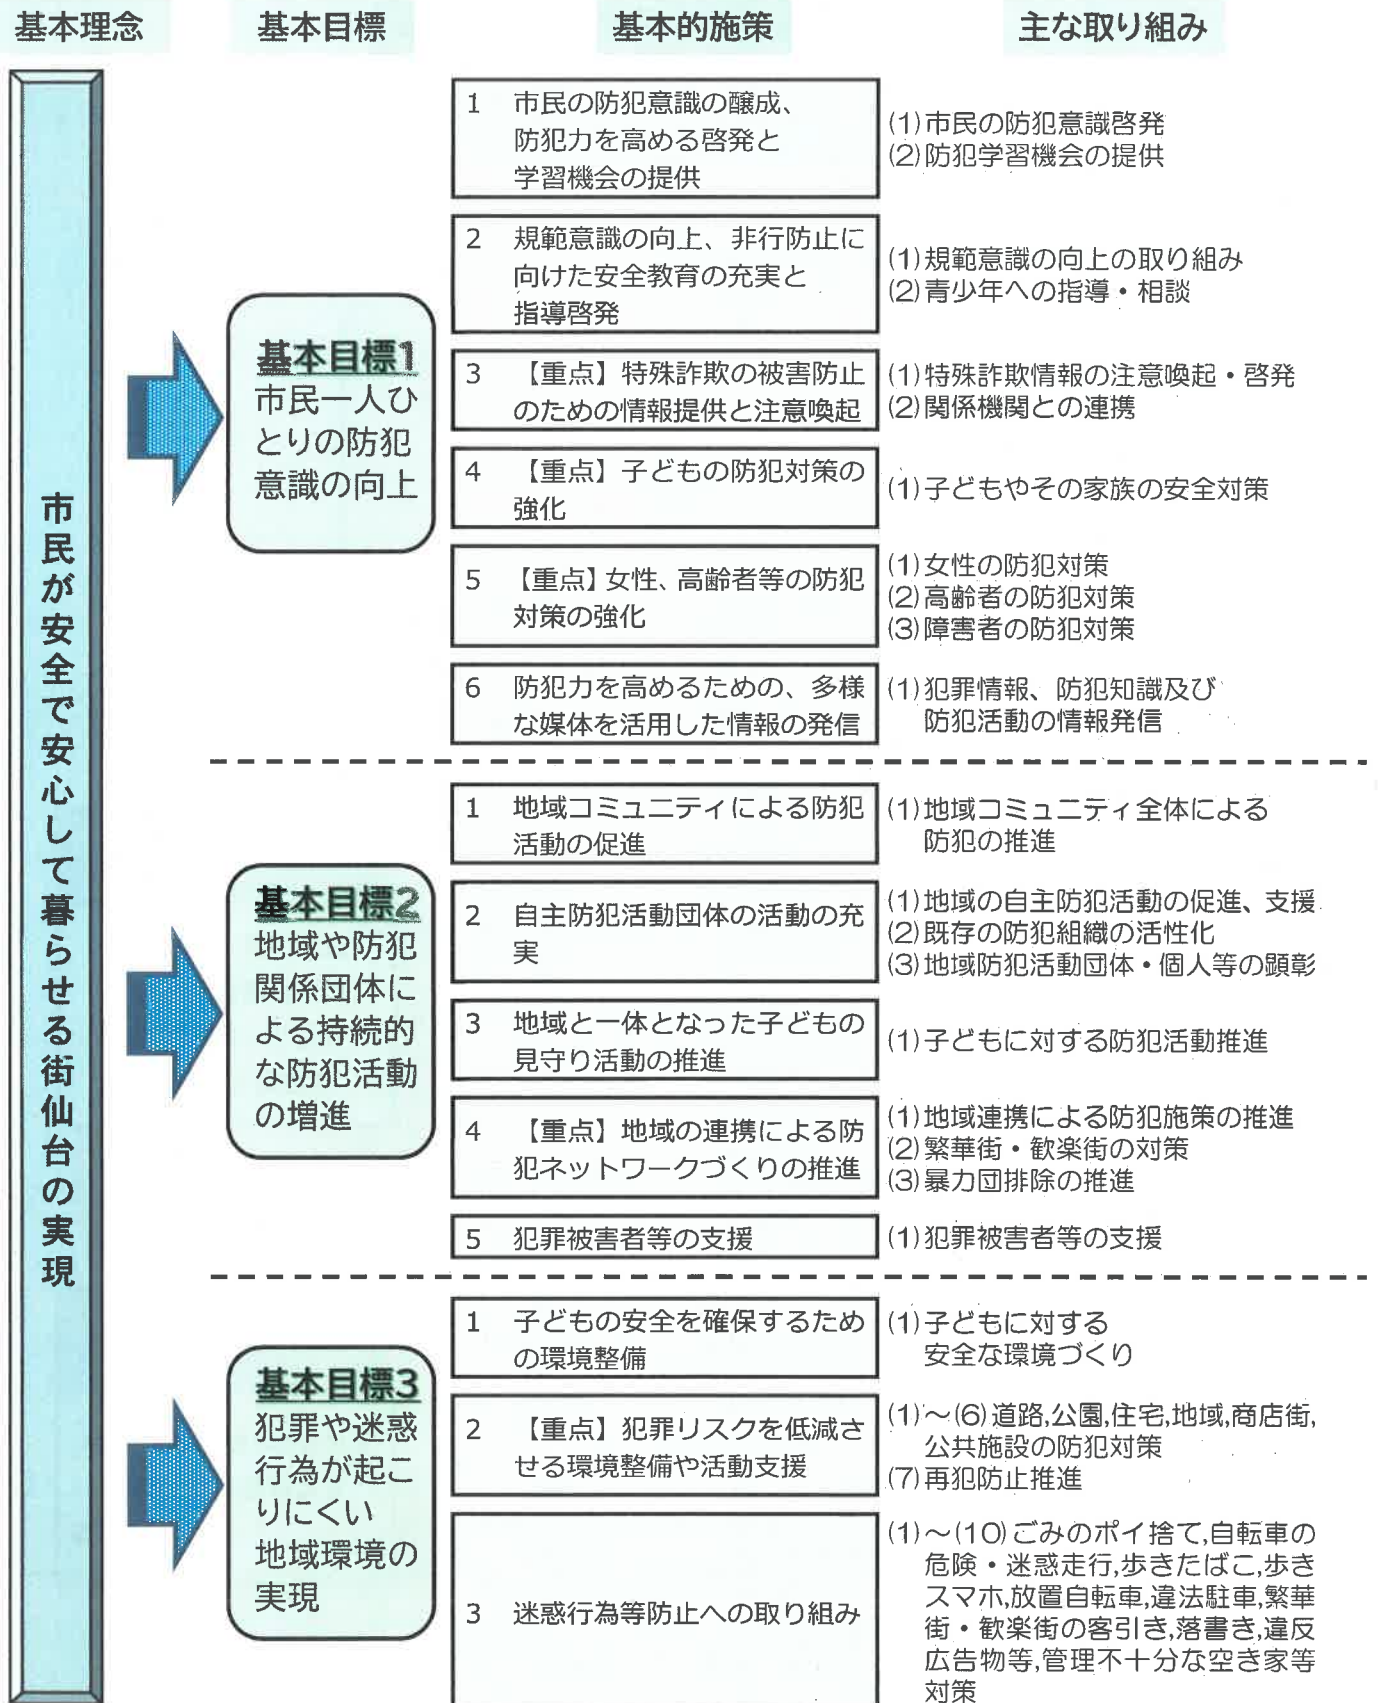 基本理念
基本目標
基本的施策
主な取り組み
市民が安全で安心して暮らせる街仙台の実現
基本目標1
市民一人ひ
とりの防犯
意識の向上
1 市民の防犯意識の醸成、
防犯力を高める啓発と
学習機会の提供
(1)市民の防犯意識啓発
(2)防犯学習機会の提供
2 規範意識の向上、非行防止に
向けた安全教育の充実と
指導啓発
(1)規範意識の向上の取り組み
(2)青少年への指導・相談
3 【重点】特殊詐欺の被害防止
のための情報提供と注意喚起
(1)特殊詐欺情報の注意喚起・啓発
(2)関係機関との連携
4 【重点】子どもの防犯対策の
強化
(1)子どもやその家族の安全対策
5 【重点】女性、高齢者等の防犯
対策の強化
(1)女性の防犯対策
(2)高齢者の防犯対策
(3)障害者の防犯対策
6 防犯力を高めるための、多様
な媒体を活用した情報の発信
(1)犯罪情報、防犯知識及び
防犯活動の情報発信
基本目標2
地域や防犯
関係団体に
よる持続的
な防犯活動
の増進
1 地域コミュニティによる防犯
活動の促進
(1)地域コミュニティ全体による
防犯の推進
2 自主防犯活動団体の活動の充
実
(1)地域の自主防犯活動の促進、支援
(2)既存の防犯組織の活性化
(3)地域防犯活動団体・個人等の顕彰
3 地域と一体となった子どもの
見守り活動の推進
(1)子どもに対する防犯活動推進
4 【重点】地域の連携による防
犯ネットワークづくりの推進
(1)地域連携による防犯施策の推進
(2)繁華街・歓楽街の対策
(3)暴力団排除の推進
5 犯罪被害者等の支援
(1)犯罪被害者等の支援
基本目標3
犯罪や迷惑
行為が起こ
りにくい
地域環境の
実現
1 子どもの安全を確保するため
の環境整備
(1)子どもに対する
安全な環境づくり
2 【重点】犯罪リスクを低減さ
せる環境整備や活動支援
(1)~(6)道路,公園,住宅,地域,商店街,
公共施設の防犯対策
(7)再犯防止推進
3 迷惑行為等防止への取り組み
(1)~(10)ごみのポイ捨て,自転車の
危険・迷惑走行,歩きたばこ,歩き
スマホ,放置自転車,違法駐車,繁華
街・歓楽街の客引き,落書き,違反
広告物等,管理不十分な空き家等
対策